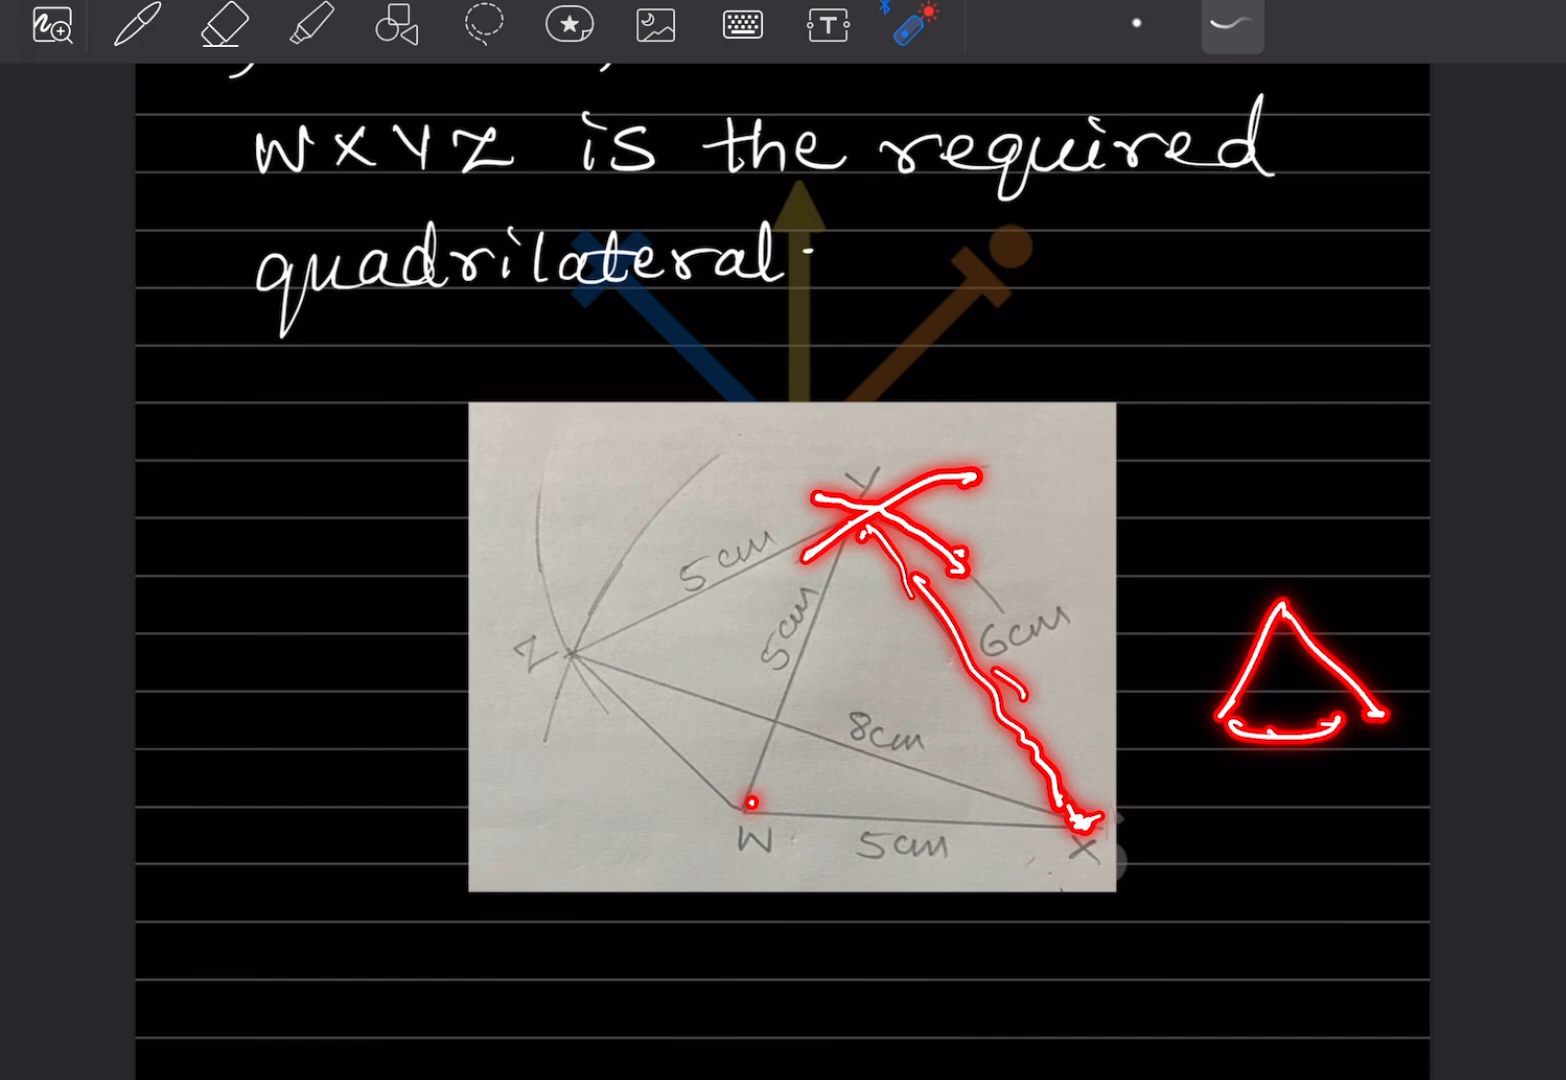 WXYZ is the required
quadrilateral.
Y
5cm
5cm
6cm
Z
8cm
W
5cm
X